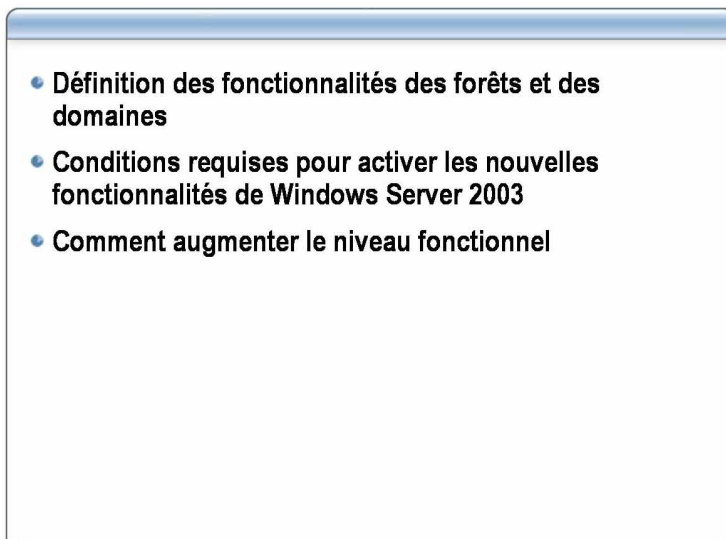 Définition des fonctionnalités des forêts et des
domaines
Conditions requises pour activer les nouvelles
fonctionnalités de Windows Server 2003
Comment augmenter le niveau fonctionnel